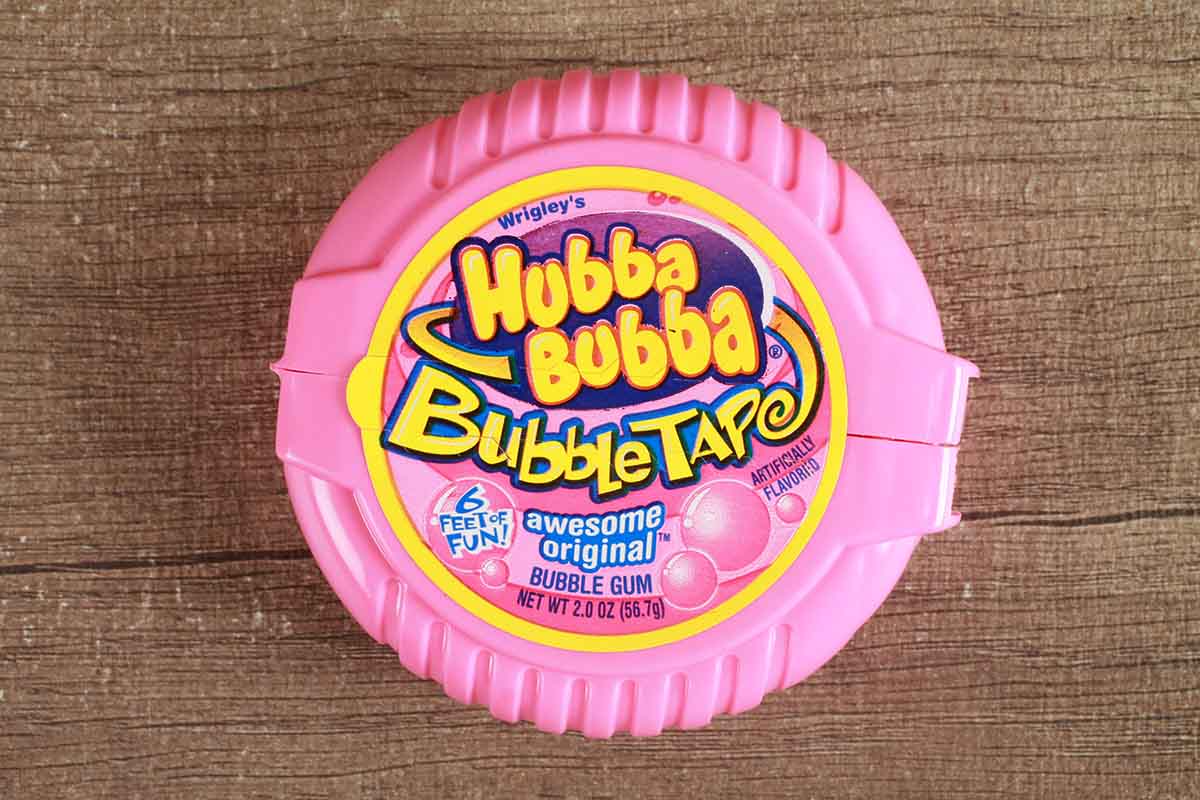 Wrigley's
Hubba
Bubba®
BubbleTape
ARTIFICIALLY
FLAVORED
6
FEET OF
FUN!
awesome
original™
BUBBLE GUM
NET WT 2.0 OZ (56.7g)